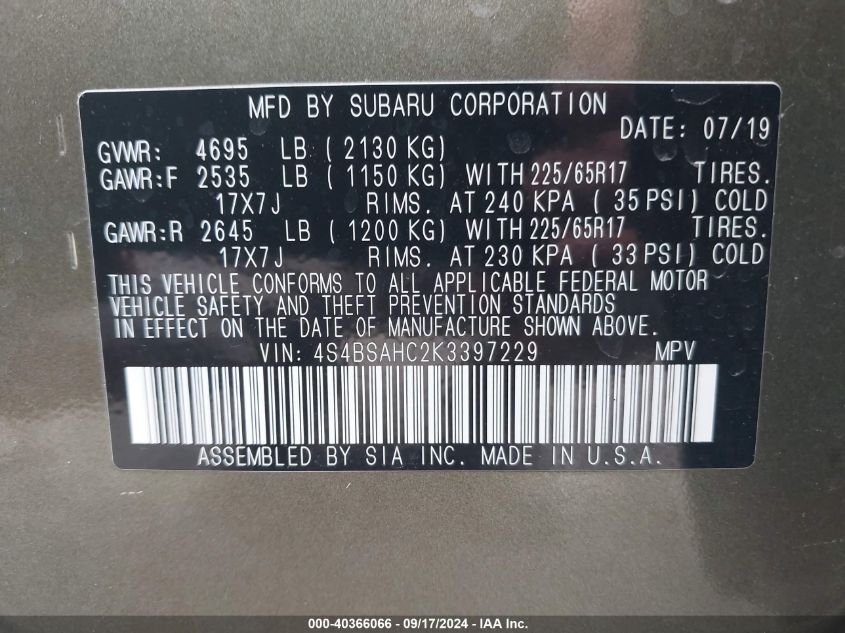 MFD BY SUBARU CORPORATION
DATE: 07/19
GVWR: 4695 LB ( 2130 KG)
GAWR:F 2535 LB ( 1150 KG) WITH 225/65R17 TIRES.
17X7J RIMS. AT 240 KPA ( 35 PSI) COLD
GAWR:R 2645 LB ( 1200 KG) WITH 225/65R17 TIRES.
17X7J RIMS. AT 230 KPA ( 33 PSI) COLD
THIS VEHICLE CONFORMS TO ALL APPLICABLE FEDERAL MOTOR
VEHICLE SAFETY AND THEFT PREVENTION STANDARDS
IN EFFECT ON THE DATE OF MANUFACTURE SHOWN ABOVE.
VIN: 4S4BSAHC2K3397229 MPV
ASSEMBLED BY SIA INC. MADE IN U.S.A.
000-40366066 - 09/17/2024 - IAA Inc.